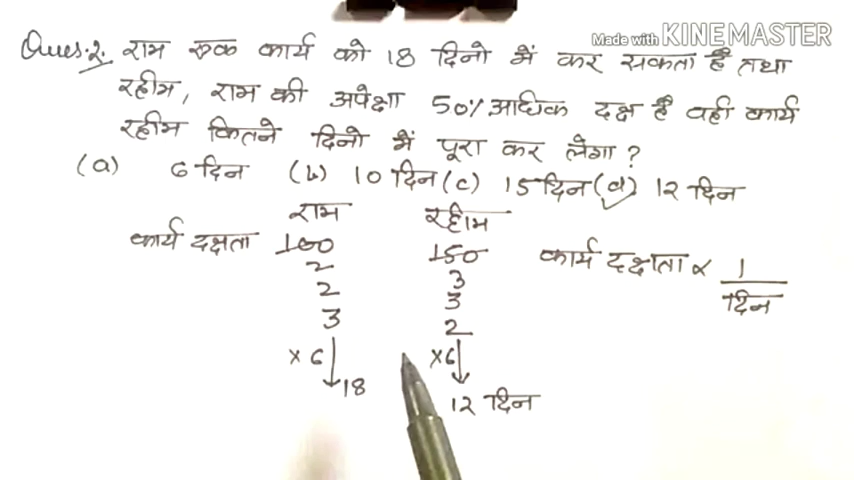 Made with KINEMASTER
Ques.2. राम एक कार्य को 18 दिनो में कर सकता है तथा
रहीम, राम की अपेक्षा 50% अधिक दक्ष है वही कार्य
रहीम कितने दिनो में पूरा कर लेगा?
(a) 6 दिन (b) 10 दिन (c) 15 दिन (d) 12 दिन
राम रहीम
कार्य दक्षता 100 150 कार्य दक्षता ∝ 1/दिन
2 3
2 3
3 2
×6 ×6
18 12 दिन